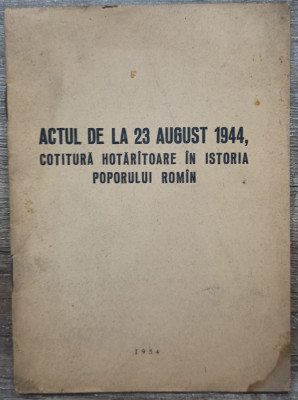 ACTUL DE LA 23 AUGUST 1944,
COTITURĂ HOTĂRÎTOARE ÎN ISTORIA
POPORULUI ROMÎN
1954